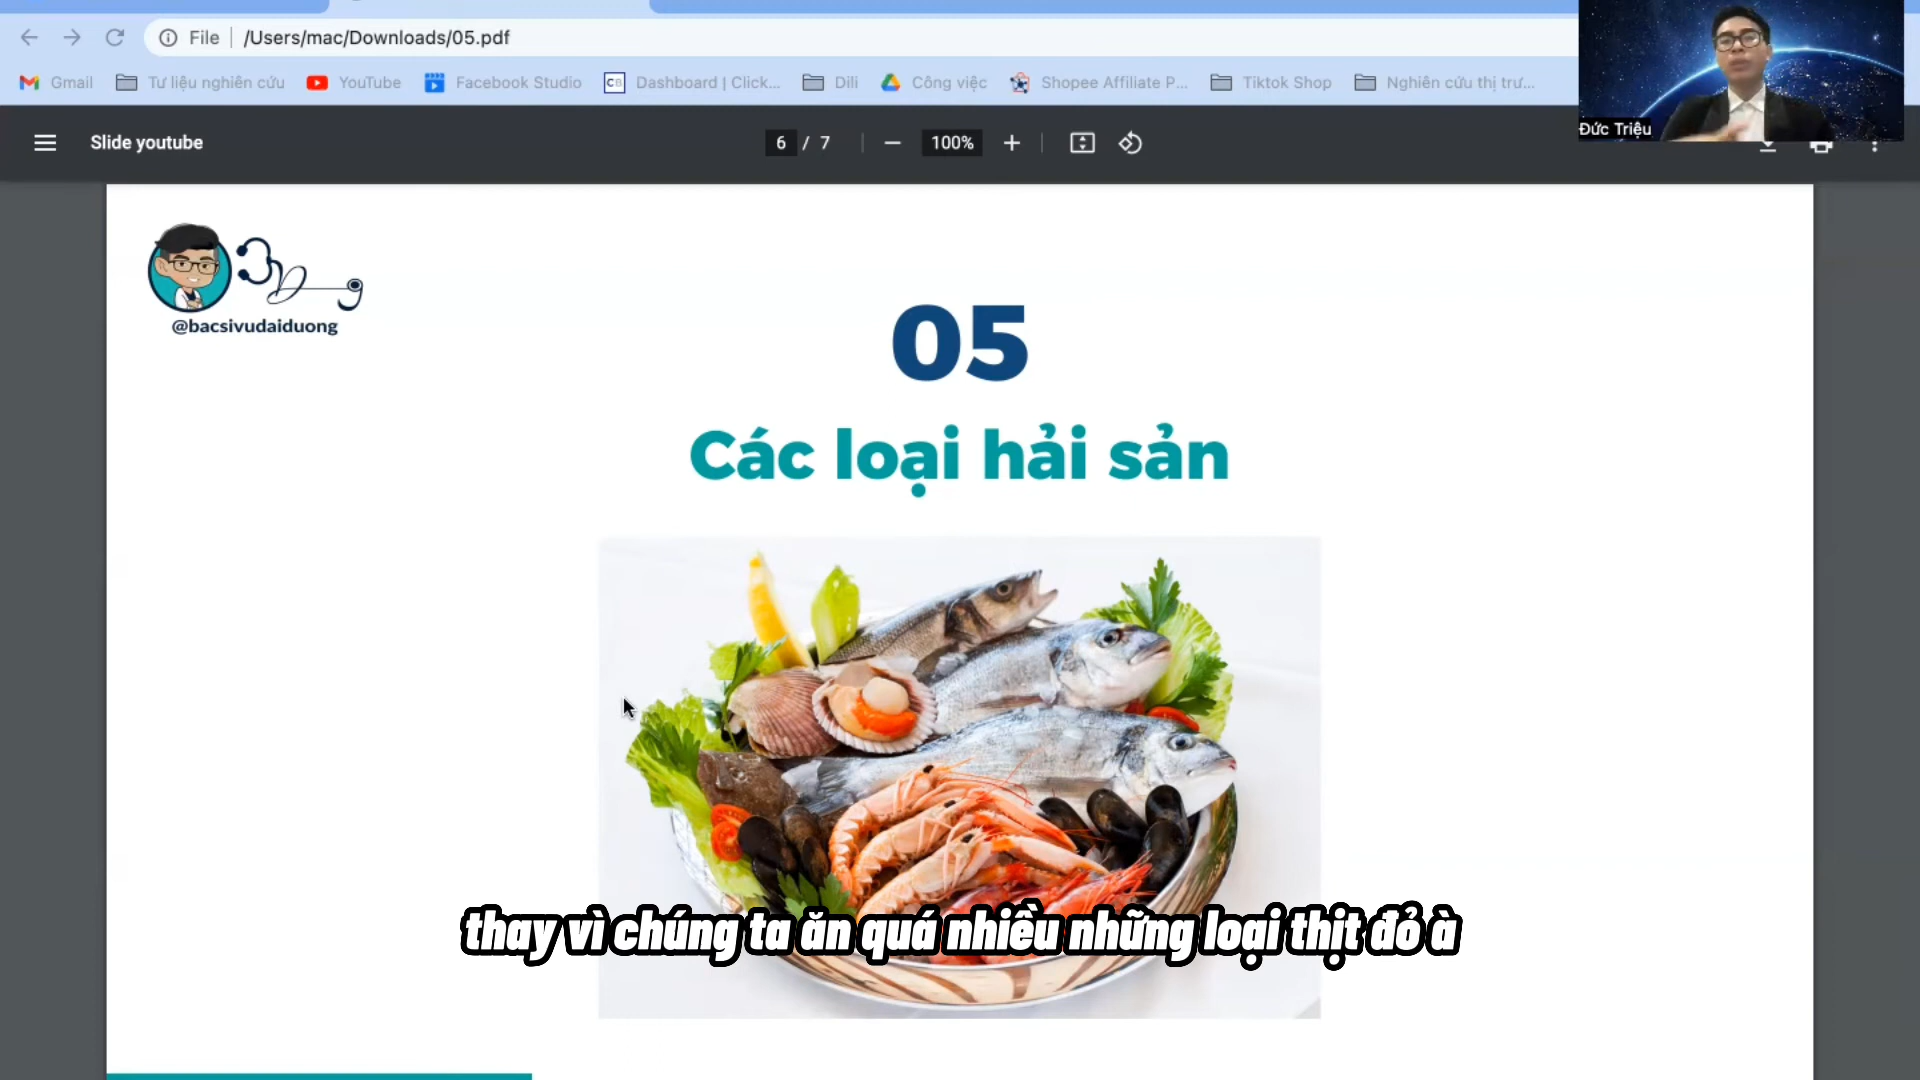 File
/Users/mac/Downloads/05.pdf
Gmail
Tư liệu nghiên cứu
YouTube
Facebook Studio
CB
Dashboard | Click...
Dili
Công việc
Shopee Affiliate P...
Tiktok Shop
Nghiên cứu thị trư...
Đức Triệu
Slide youtube
6 / 7
100%
@bacsivudaiduong
05
Các loại hải sản
thay vì chúng ta ăn quá nhiều những loại thịt đỏ à